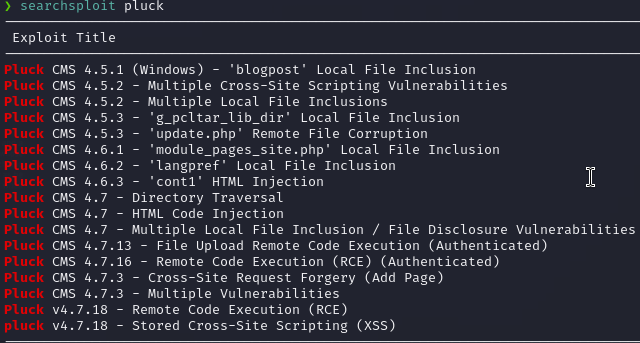 ❯ searchsploit pluck
Exploit Title
Pluck CMS 4.5.1 (Windows) - 'blogpost' Local File Inclusion
Pluck CMS 4.5.2 - Multiple Cross-Site Scripting Vulnerabilities
Pluck CMS 4.5.2 - Multiple Local File Inclusions
Pluck CMS 4.5.3 - 'g_pcltar_lib_dir' Local File Inclusion
Pluck CMS 4.5.3 - 'update.php' Remote File Corruption
Pluck CMS 4.6.1 - 'module_pages_site.php' Local File Inclusion
Pluck CMS 4.6.2 - 'langpref' Local File Inclusion
Pluck CMS 4.6.3 - 'cont1' HTML Injection
Pluck CMS 4.7 - Directory Traversal
Pluck CMS 4.7 - HTML Code Injection
Pluck CMS 4.7 - Multiple Local File Inclusion / File Disclosure Vulnerabilities
Pluck CMS 4.7.13 - File Upload Remote Code Execution (Authenticated)
Pluck CMS 4.7.16 - Remote Code Execution (RCE) (Authenticated)
Pluck CMS 4.7.3 - Cross-Site Request Forgery (Add Page)
Pluck CMS 4.7.3 - Multiple Vulnerabilities
Pluck v4.7.18 - Remote Code Execution (RCE)
pluck v4.7.18 - Stored Cross-Site Scripting (XSS)